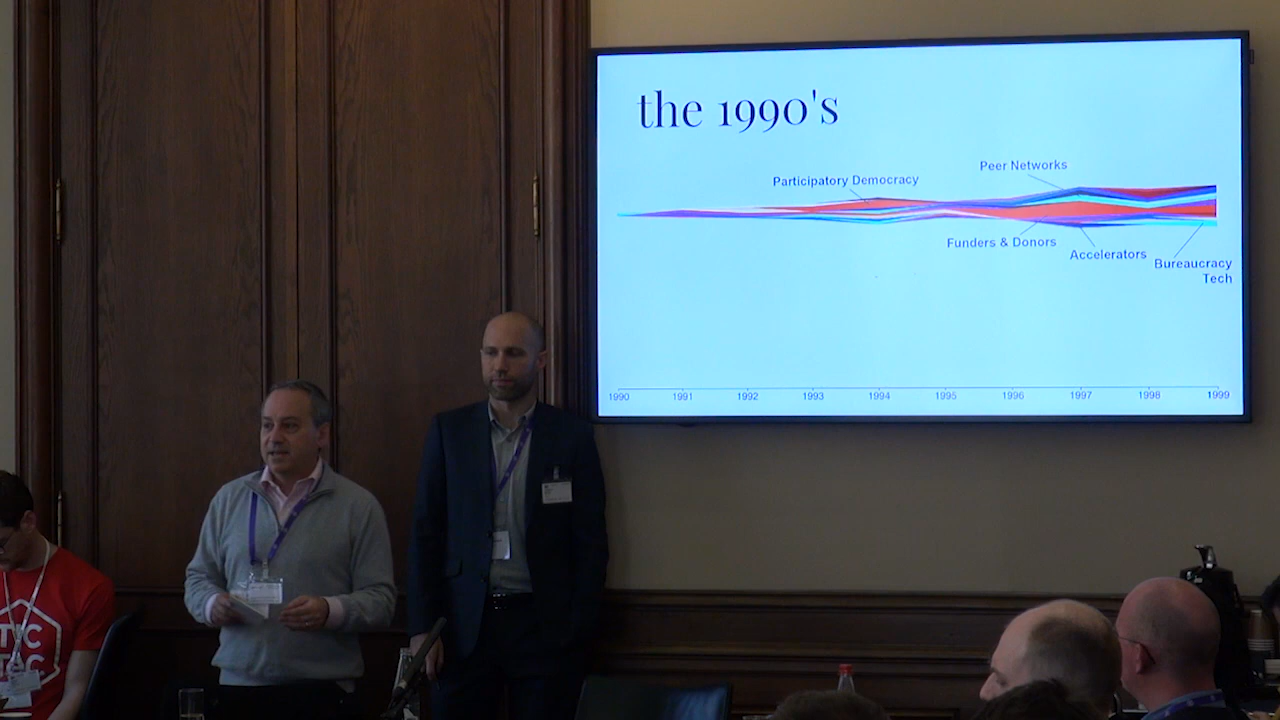 the 1990's
Peer Networks
Participatory Democracy
Funders & Donors
Accelerators
Bureaucracy
Tech
1990 1991 1992 1993 1994 1995 1996 1997 1998 1999